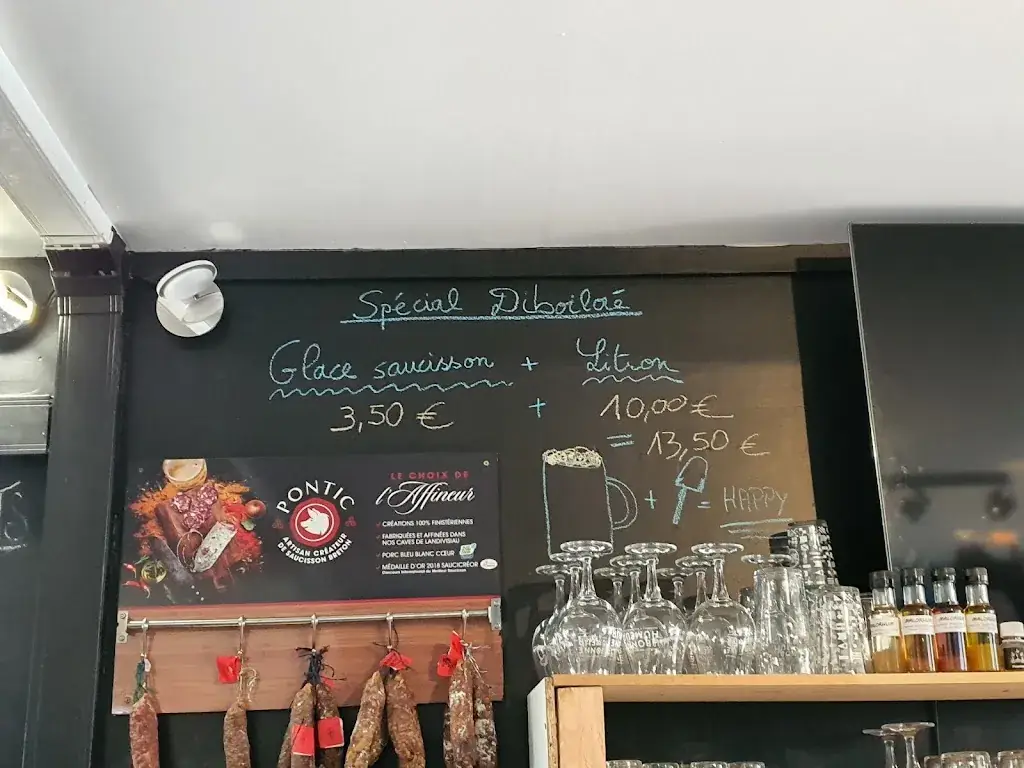 Spécial Diboilaé
Glace saucisson + Litron
3,50 € + 10,00 €
= 13,50 €
+ = HAPPY
PONTIC
ARTISAN CRÉATEUR
DE SAUCISSON BRETON
LE CHOIX DE
l'Affineur
CRÉATIONS 100% FINISTÉRIENNES
FABRIQUÉES ET AFFINÉES DANS
NOS CAVES DE LANDIVISIAU
PORC BLEU BLANC CŒUR
MÉDAILLE D'OR 2018 SAUCICRÉOR